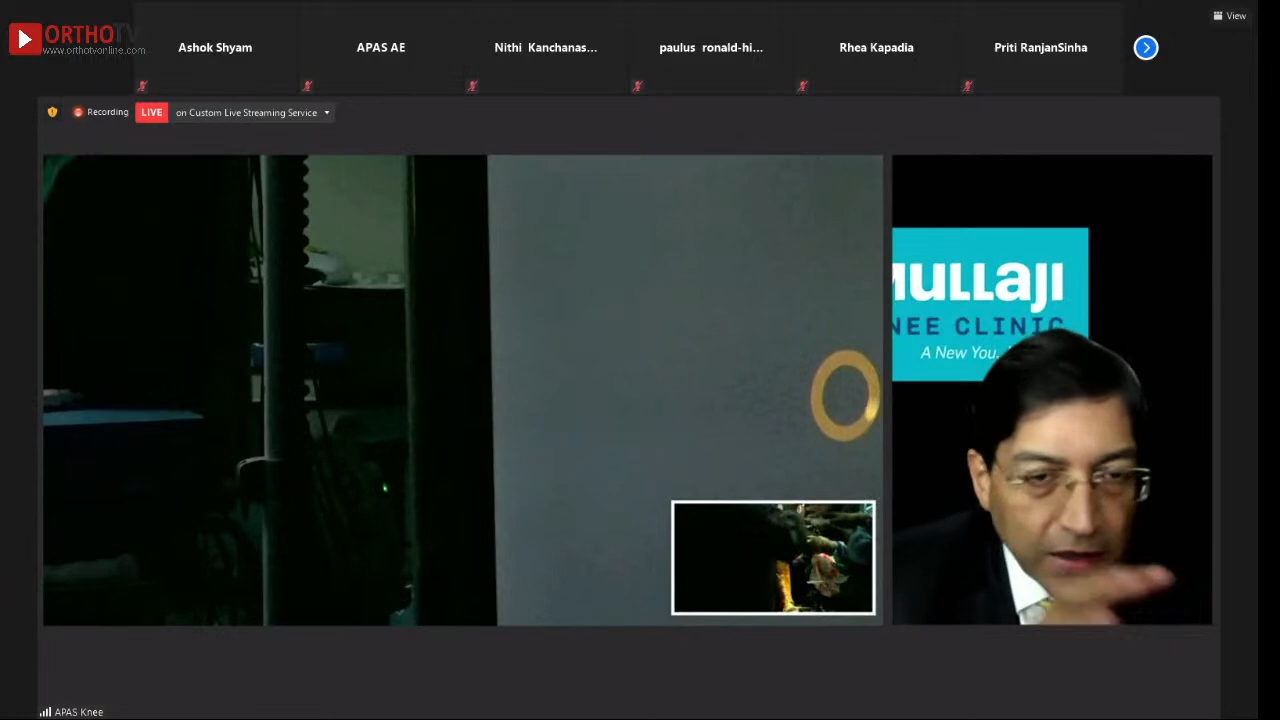 ORTHOTV
www.orthotvonline.com
Ashok Shyam
APAS AE
Nithi Kanchanas...
paulus ronald-hi...
Rhea Kapadia
Priti RanjanSinha
View
Recording
LIVE
on Custom Live Streaming Service
MULLAJI
NEE CLINIC
A New You.
APAS Knee